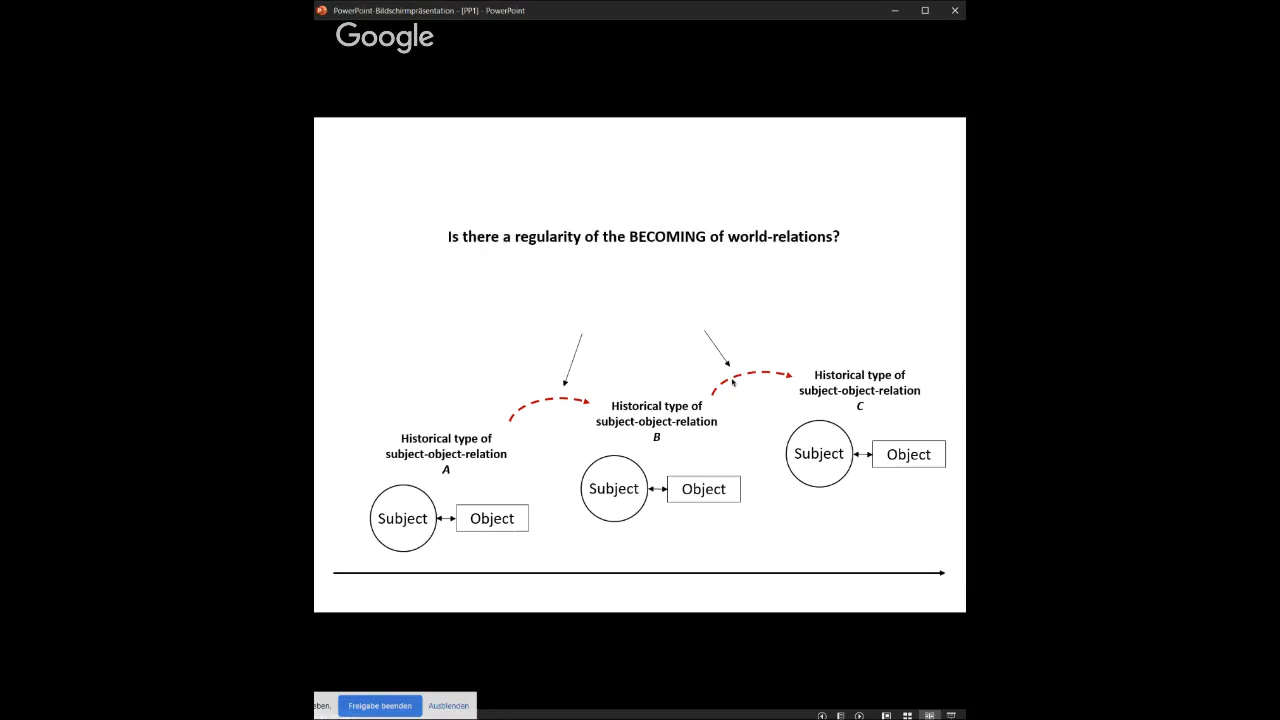 PowerPoint-Bildschirmpräsentation - [PP1] - PowerPoint
Google
Is there a regularity of the BECOMING of world-relations?
Historical type of
subject-object-relation
A
Subject
Object
Historical type of
subject-object-relation
B
Subject
Object
Historical type of
subject-object-relation
C
Subject
Object
eben.
Freigabe beenden
Ausblenden